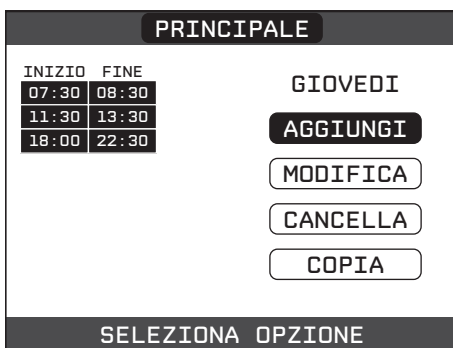 PRINCIPALE
INIZIO FINE
07:30 08:30
11:30 13:30
18:00 22:30
GIOVEDI
AGGIUNGI
MODIFICA
CANCELLA
COPIA
SELEZIONA OPZIONE